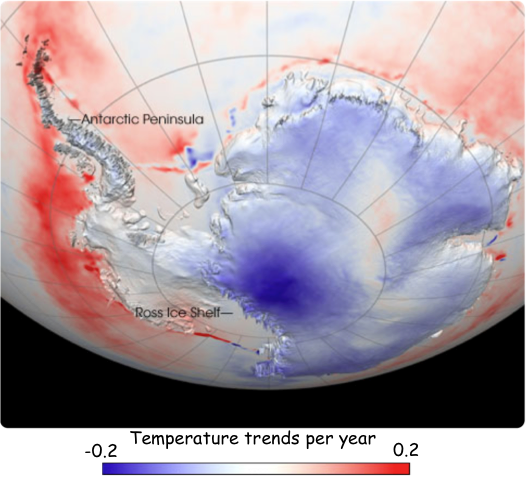 Antarctic Peninsula
Ross Ice Shelf
Temperature trends per year
-0.2
0.2